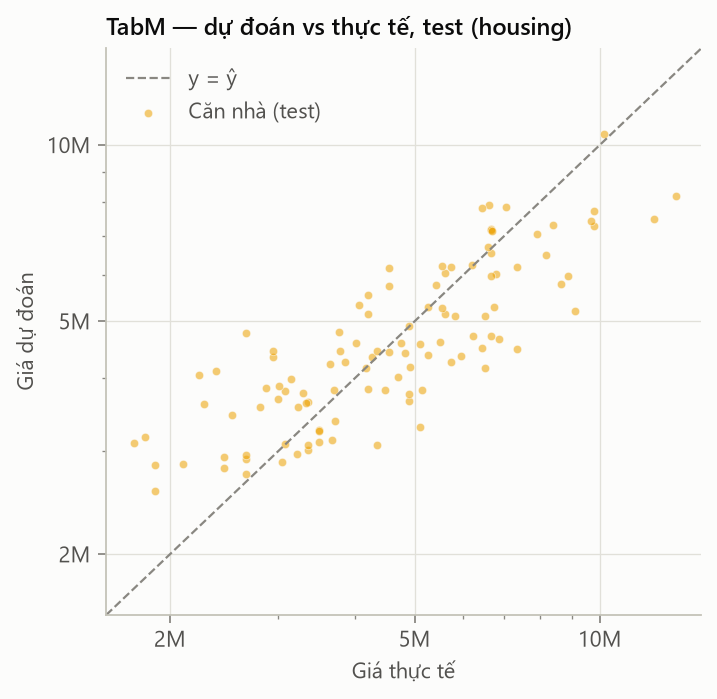 TabM — dự đoán vs thực tế, test (housing)
y = ŷ
Căn nhà (test)
10M
5M
2M
Giá dự đoán
2M
5M
10M
Giá thực tế